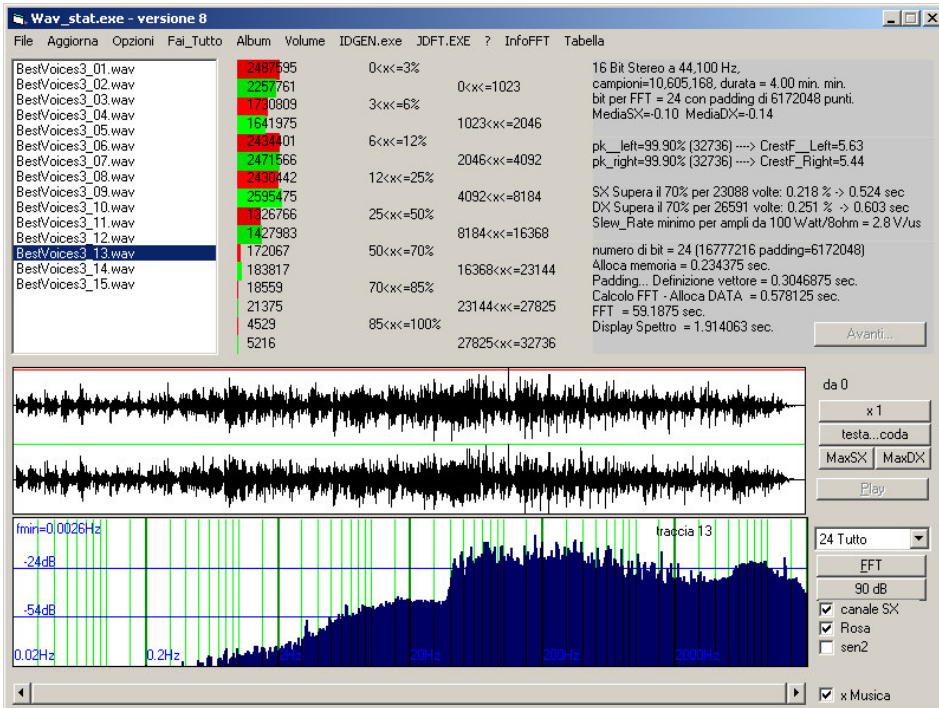 Wav_stat.exe - versione 8
File Aggiorna Opzioni Fai_Tutto Album Volume IDGEN.exe JDFT.EXE ? InfoFFT Tabella
BestVoices3_01.wav
BestVoices3_02.wav
BestVoices3_03.wav
BestVoices3_04.wav
BestVoices3_05.wav
BestVoices3_06.wav
BestVoices3_07.wav
BestVoices3_08.wav
BestVoices3_09.wav
BestVoices3_10.wav
BestVoices3_11.wav
BestVoices3_12.wav
BestVoices3_13.wav
BestVoices3_14.wav
BestVoices3_15.wav
2487595 0<x<=3%
2257761 0<x<=1023
1730809 3<x<=6%
1641975 1023<x<=2046
2434401 6<x<=12%
2471566 2046<x<=4092
2430442 12<x<=25%
2595475 4092<x<=8184
1326766 25<x<=50%
1427983 8184<x<=16368
172067 50<x<=70%
183817 16368<x<=23144
18559 70<x<=85%
21375 23144<x<=27825
4529 85<x<=100%
5216 27825<x<=32736
16 Bit Stereo a 44,100 Hz,
campioni=10,605,168, durata = 4.00 min. min.
bit per FFT = 24 con padding di 6172048 punti.
MediaSX=-0.10 MediaDX=-0.14
pk__left=99.90% (32736) ----> CrestF__Left=5.63
pk_right=99.90% (32736) ----> CrestF_Right=5.44
SX Supera il 70% per 23088 volte: 0.218 % -> 0.524 sec
DX Supera il 70% per 26591 volte: 0.251 % -> 0.603 sec
Slew_Rate minimo per ampli da 100 Watt/8ohm = 2.8 V/us
numero di bit = 24 (16777216 padding=6172048)
Alloca memoria = 0.234375 sec.
Padding... Definizione vettore = 0.3046875 sec.
Calcolo FFT - Alloca DATA = 0.578125 sec.
FFT = 59.1875 sec.
Display Spettro = 1.914063 sec.
Avanti...
da 0
x 1
testa...coda
MaxSX MaxDX
Play
fmin=0.0026Hz
traccia 13
-24dB
-54dB
0.02Hz 0.2Hz 2Hz 20Hz 200Hz 2000Hz
24 Tutto
FFT
90 dB
canale SX
Rosa
sen2
x Musica